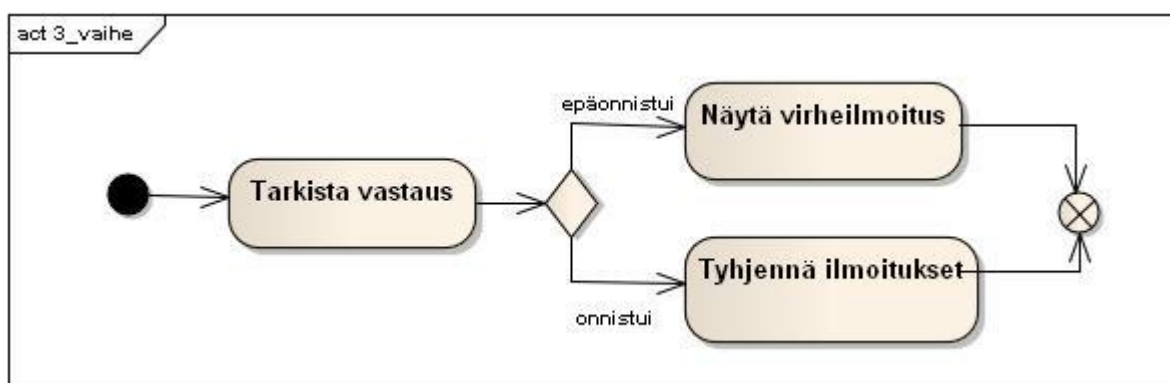 act 3_vaihe
epäonnistui
Näytä virheilmoitus
Tarkista vastaus
Tyhjennä ilmoitukset
onnistui